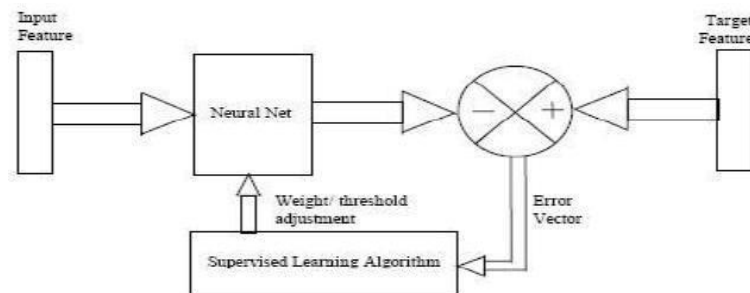 Input
Feature
Target
Feature
Neural Net
−
+
Weight/ threshold
adjustment
Error
Vector
Supervised Learning Algorithm